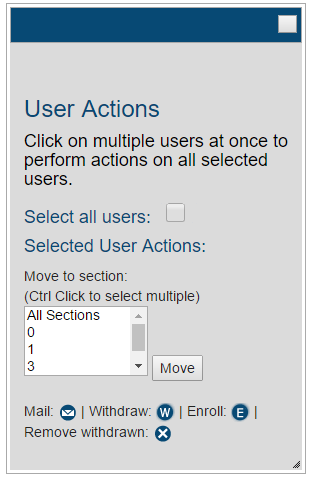 User Actions
Click on multiple users at once to
perform actions on all selected
users.
Select all users:
Selected User Actions:
Move to section:
(Ctrl Click to select multiple)
All Sections
0
1
3
Move
Mail: | Withdraw: W | Enroll: E |
Remove withdrawn: